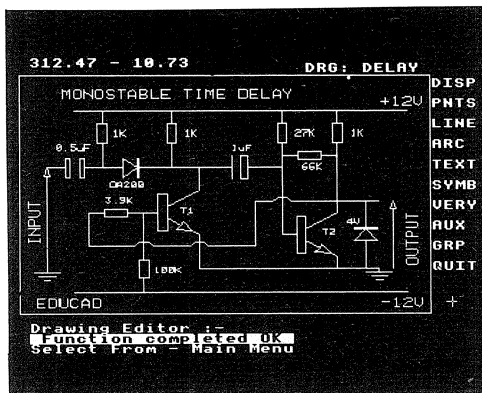 312.47 - 10.73
DRG: DELAY
DISP
PNTS
LINE
ARC
TEXT
SYMB
VERY
AUX
GRP
QUIT
MONOSTABLE TIME DELAY
+12V
0.5uF
1K
1K
1uF
27K
1K
66K
OA200
3.9K
T1
T2
4V
INPUT
OUTPUT
100K
EDUCAD
-12V
Drawing Editor :-
Function completed OK
Select From - Main Menu